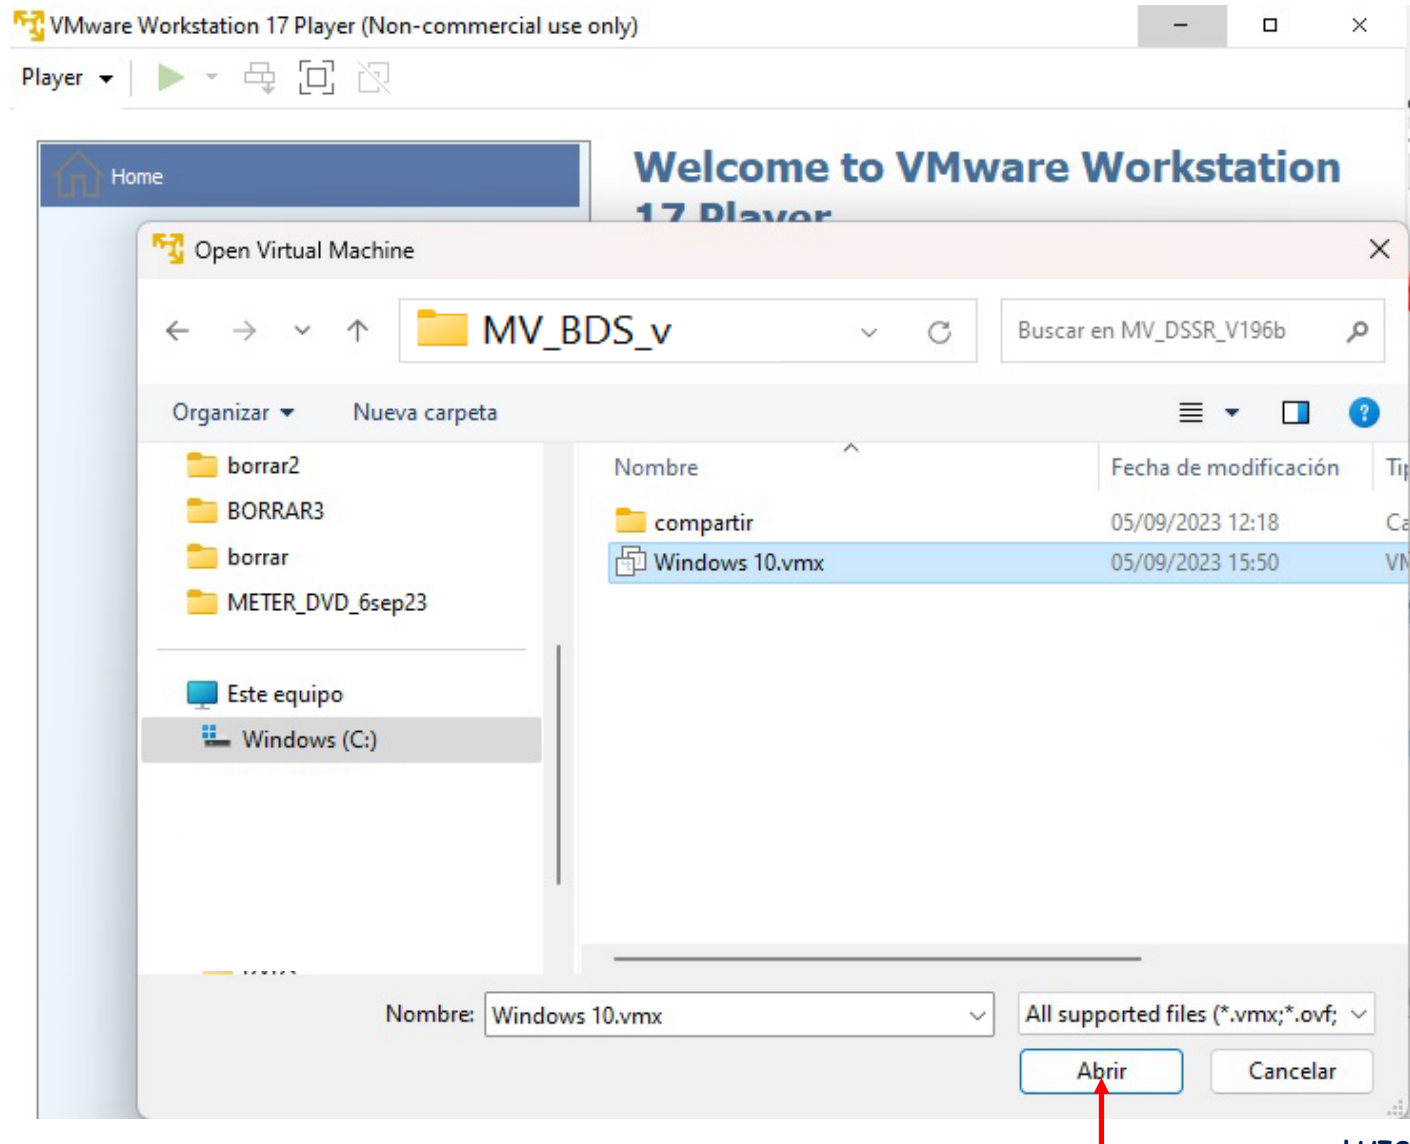 VMware Workstation 17 Player (Non-commercial use only)
Player
Home
Welcome to VMware Workstation
17 Player
Open Virtual Machine
MV_BDS_v
Buscar en MV_DSSR_V196b
Organizar
Nueva carpeta
borrar2
BORRAR3
borrar
METER_DVD_6sep23
Este equipo
Windows (C:)
Nombre
Fecha de modificación
compartir
05/09/2023 12:18
Windows 10.vmx
05/09/2023 15:50
Nombre:
Windows 10.vmx
All supported files (*.vmx;*.ovf;
Abrir
Cancelar